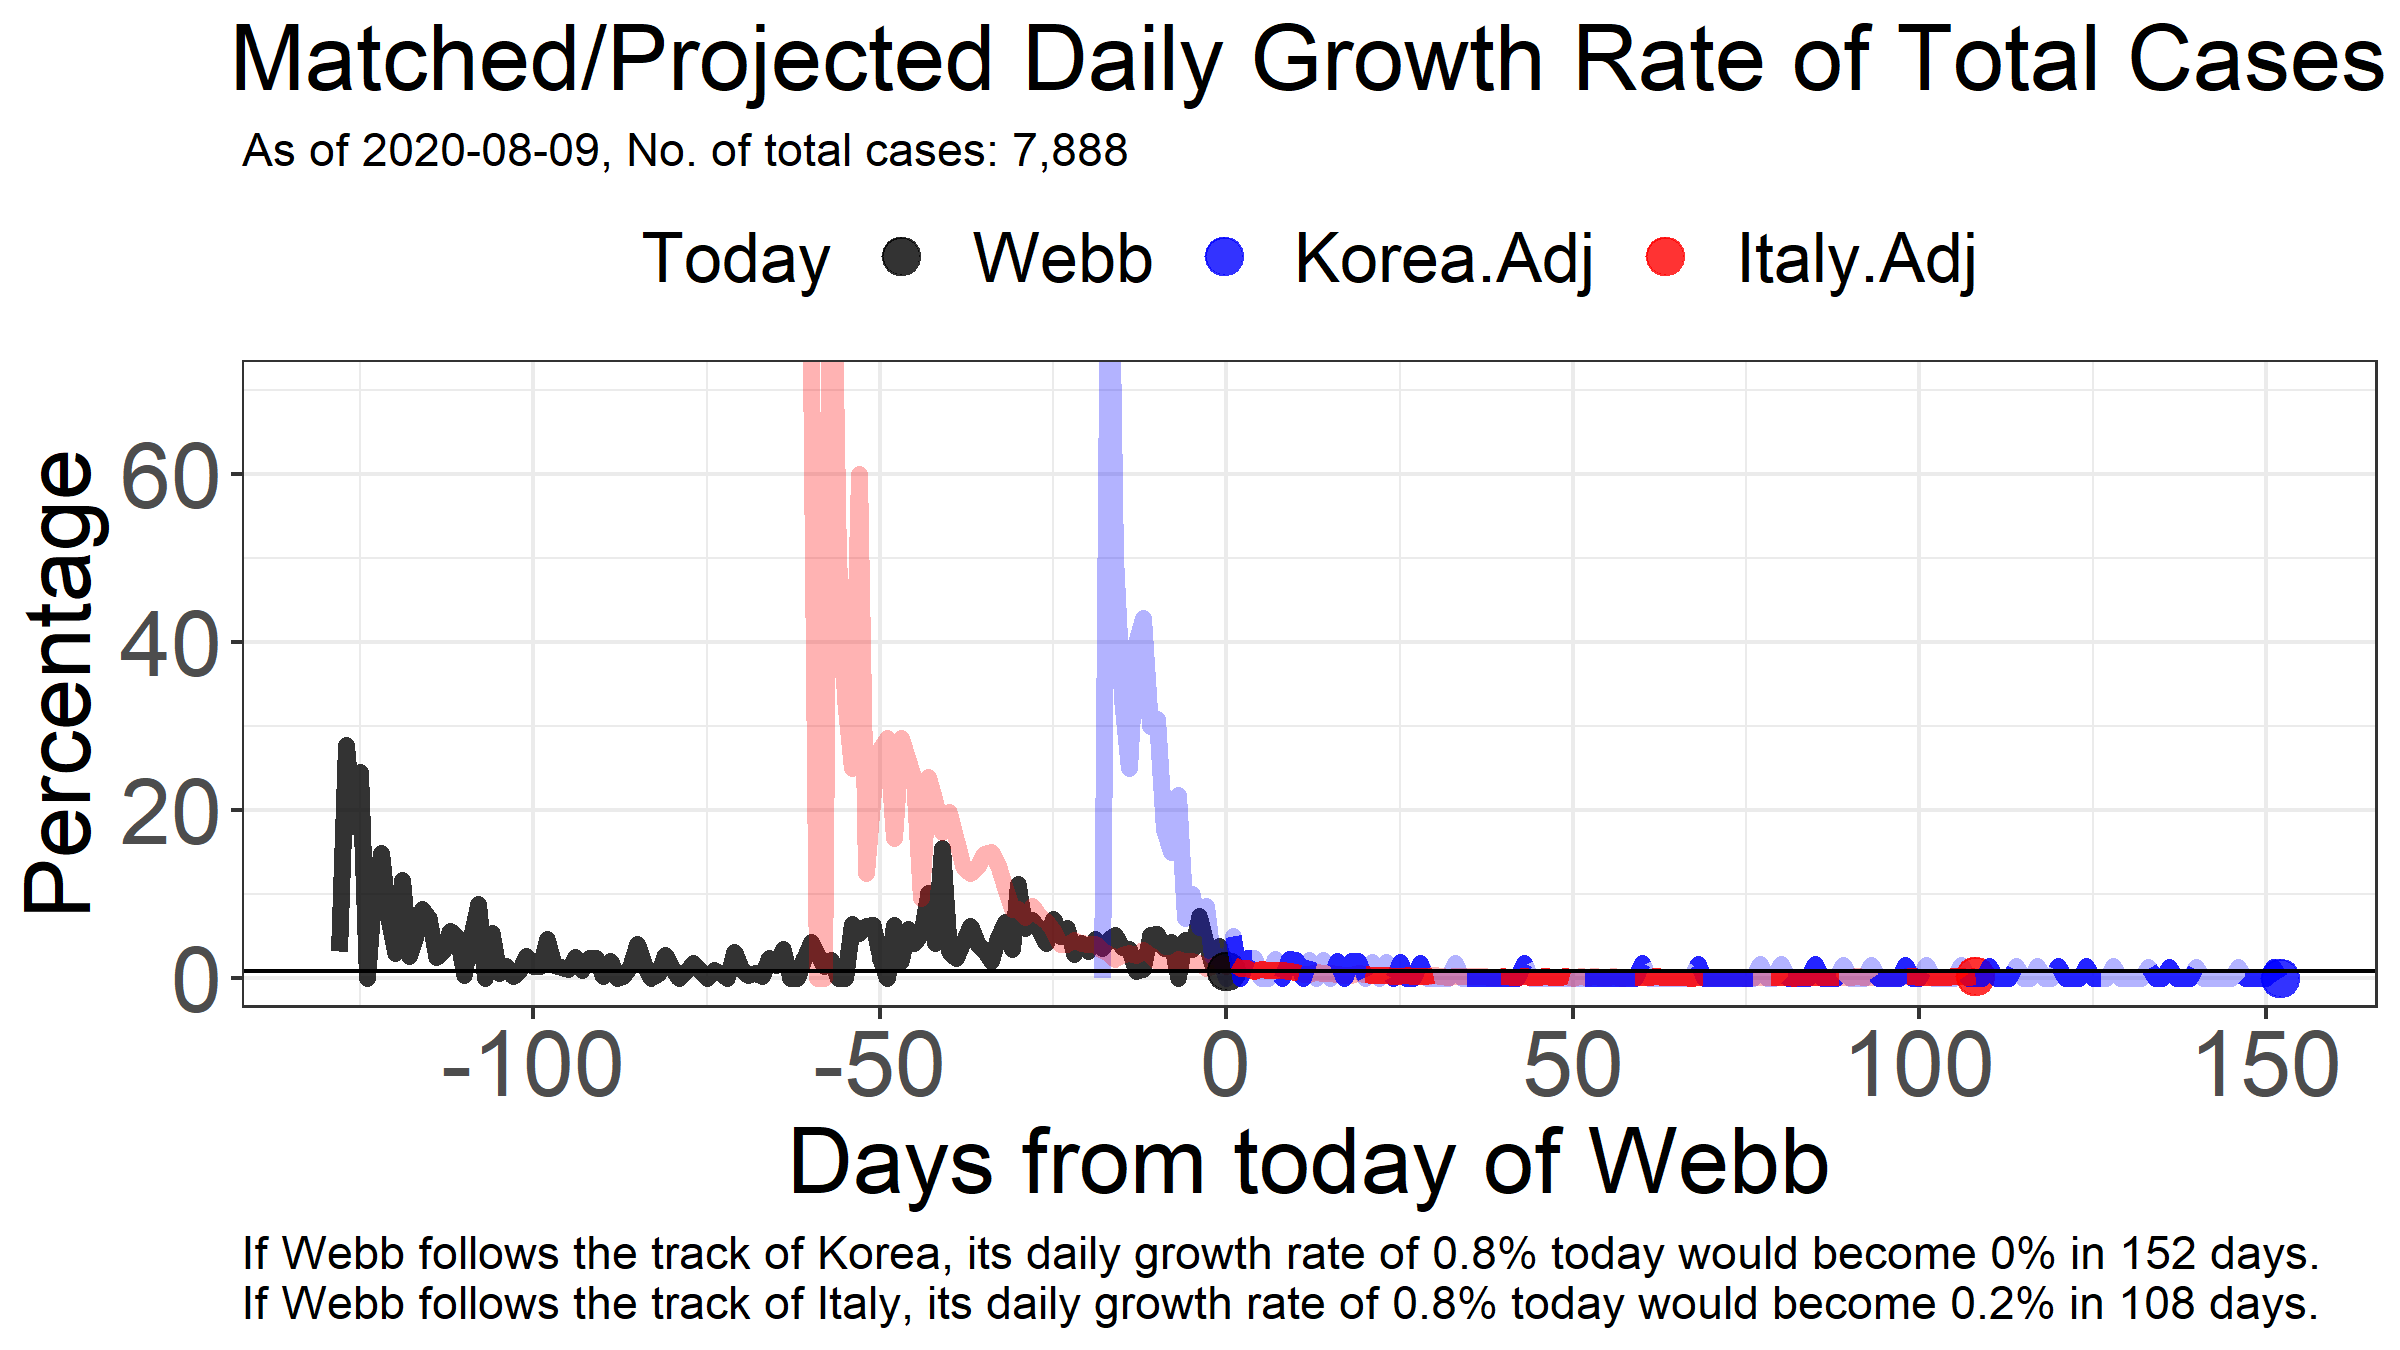 Matched/Projected Daily Growth Rate of Total Cases
As of 2020-08-09, No. of total cases: 7,888
Today Webb Korea.Adj Italy.Adj
Percentage
60
40
20
0
-100 -50 0 50 100 150
Days from today of Webb
If Webb follows the track of Korea, its daily growth rate of 0.8% today would become 0% in 152 days.
If Webb follows the track of Italy, its daily growth rate of 0.8% today would become 0.2% in 108 days.